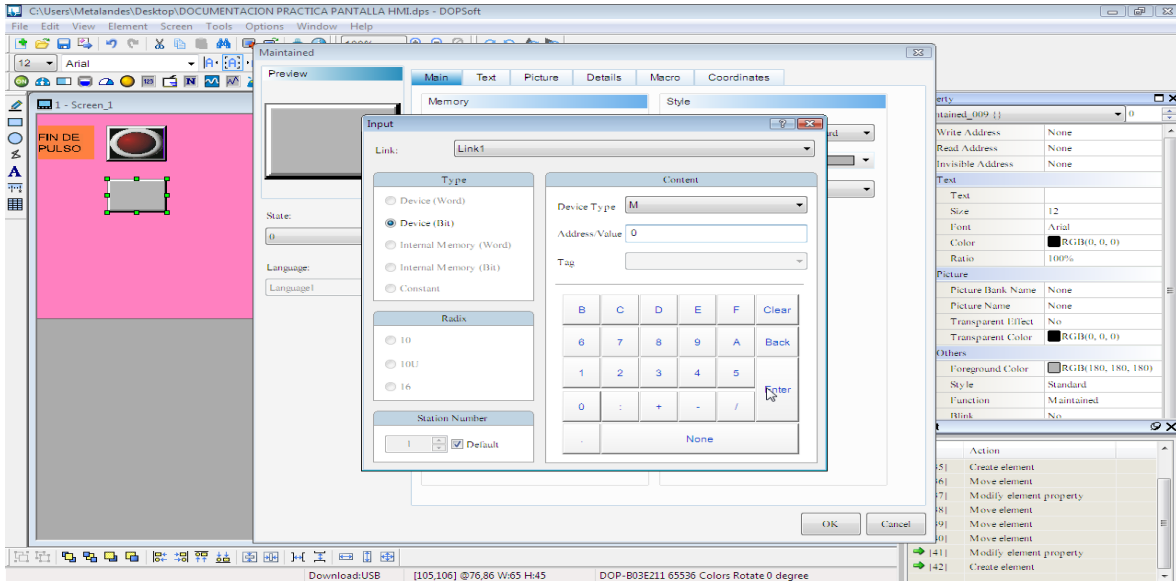 C:\Users\Metalandes\Desktop\DOCUMENTACION PRACTICA PANTALLA HMI.dps - DOPSoft
File Edit View Element Screen Tools Options Window Help
12 Arial
1 - Screen_1
FIN DE
PULSO
Maintained
Preview
Main Text Picture Details Macro Coordinates
Memory
Style
State:
0
Language:
Language1
OK Cancel
Input
Link:
Link1
Type
Device (Word)
Device (Bit)
Internal Memory (Word)
Internal Memory (Bit)
Constant
Radix
10
10U
16
Station Number
1 Default
Content
Device Type M
Address/Value 0
Tag
B C D E F Clear
6 7 8 9 A Back
1 2 3 4 5 Enter
0 : + - /
. None
erty
ntained_009 {} 0
Write Address None
Read Address None
Invisible Address None
Text
Text
Size 12
Font Arial
Color RGB(0, 0, 0)
Ratio 100%
Picture
Picture Bank Name None
Picture Name None
Transparent Effect No
Transparent Color RGB(0, 0, 0)
Others
Foreground Color RGB(180, 180, 180)
Style Standard
Function Maintained
Blink No
t
Action
35] Create element
36] Move element
37] Modify element property
38] Move element
39] Move element
40] Move element
[41] Modify element property
[42] Create element
Download:USB [105,106] @76,86 W:65 H:45 DOP-B03E211 65536 Colors Rotate 0 degree